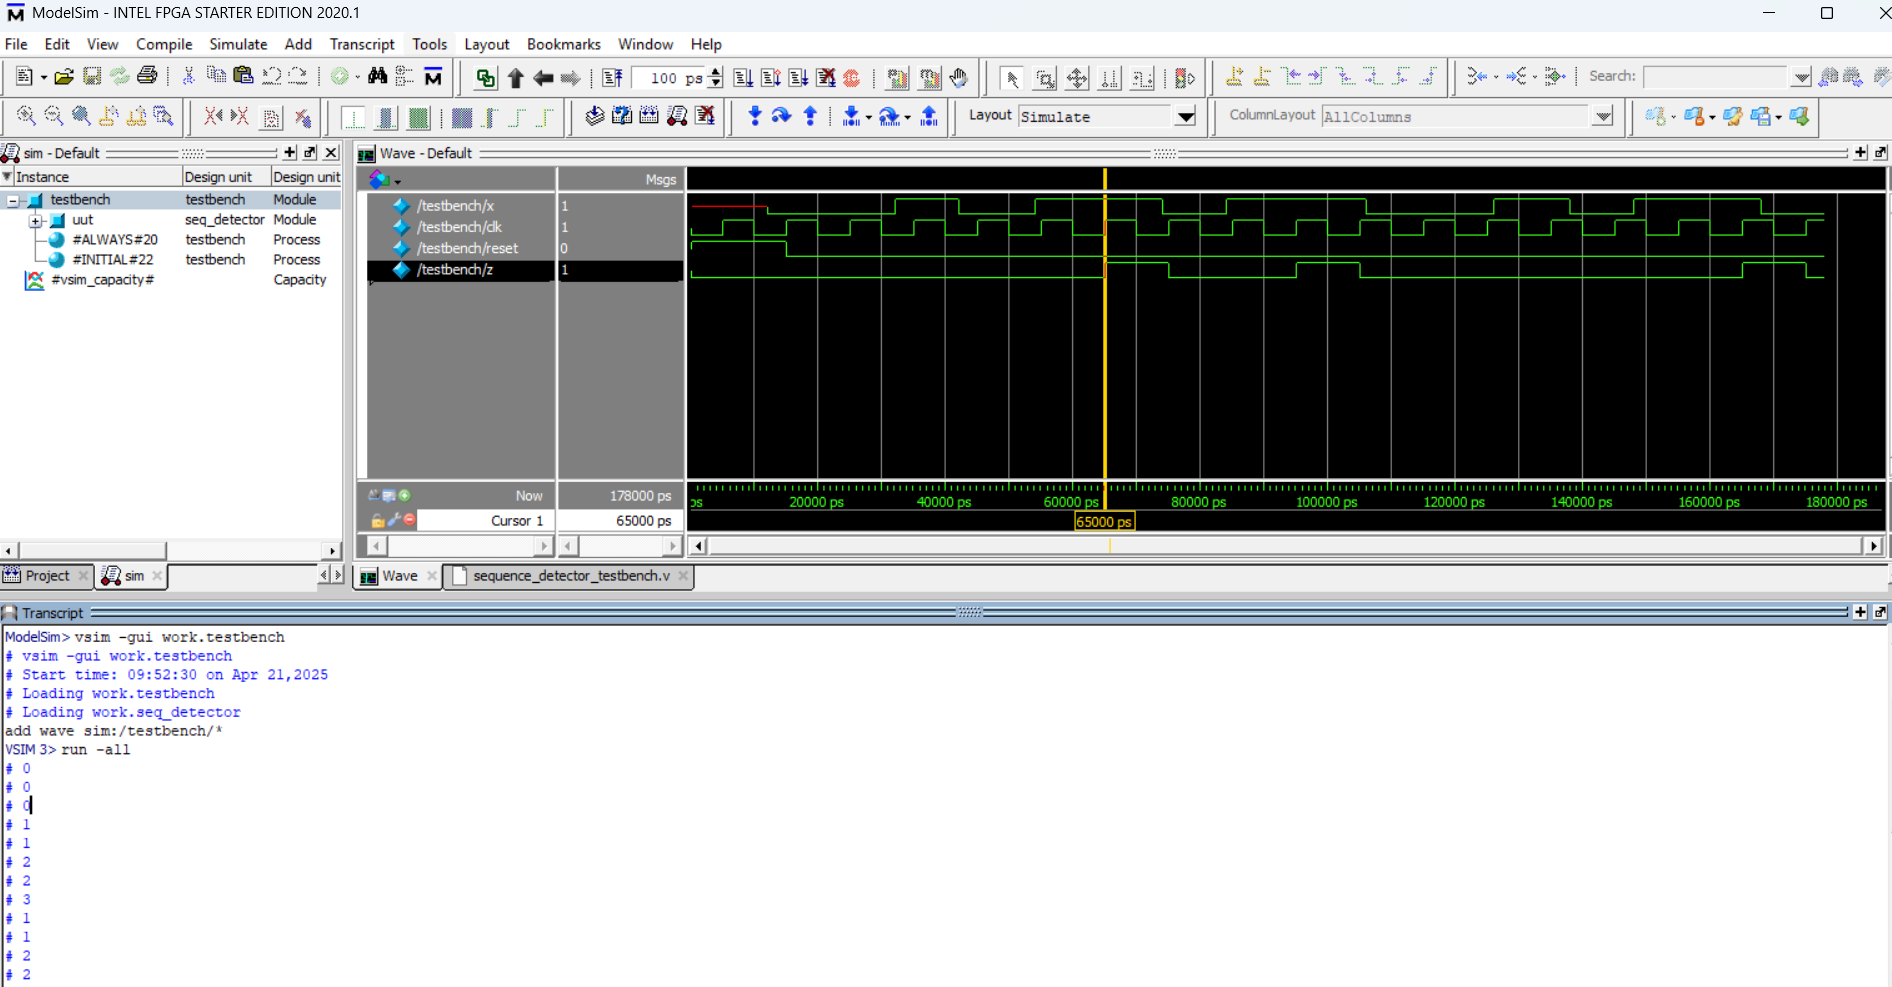 ModelSim - INTEL FPGA STARTER EDITION 2020.1
File Edit View Compile Simulate Add Transcript Tools Layout Bookmarks Window Help
100 ps
Search:
Layout Simulate
ColumnLayout AllColumns
sim - Default
Instance Design unit Design unit
testbench testbench Module
uut seq_detector Module
#ALWAYS#20 testbench Process
#INITIAL#22 testbench Process
#vsim_capacity# Capacity
Wave - Default
Msgs
/testbench/x 1
/testbench/clk 1
/testbench/reset 0
/testbench/z 1
Now 178000 ps
ps 20000 ps 40000 ps 60000 ps 80000 ps 100000 ps 120000 ps 140000 ps 160000 ps 180000 ps
Cursor 1 65000 ps
65000 ps
Project sim
Wave sequence_detector_testbench.v
Transcript
ModelSim> vsim -gui work.testbench
# vsim -gui work.testbench
# Start time: 09:52:30 on Apr 21,2025
# Loading work.testbench
# Loading work.seq_detector
add wave sim:/testbench/*
VSIM 3> run -all
# 0
# 0
# 0
# 1
# 1
# 2
# 2
# 3
# 1
# 1
# 2
# 2